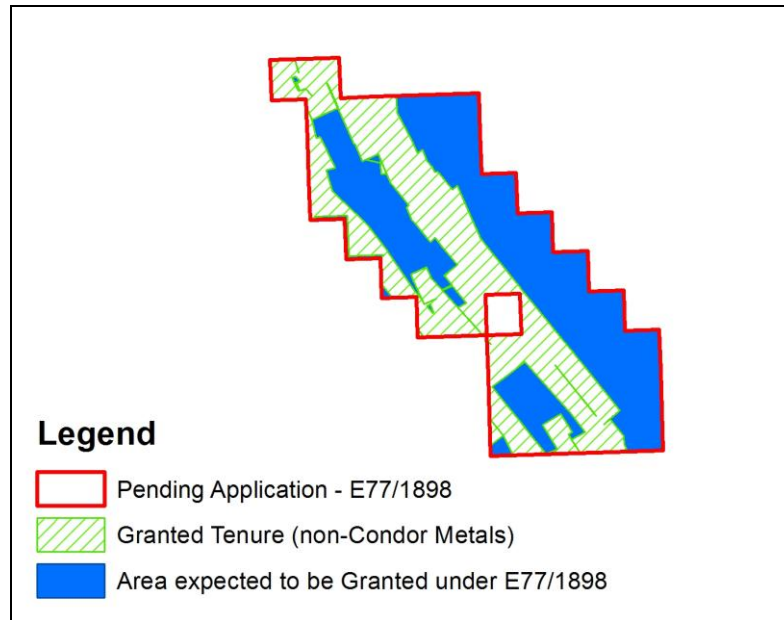 Legend
Pending Application - E77/1898
Granted Tenure (non-Condor Metals)
Area expected to be Granted under E77/1898